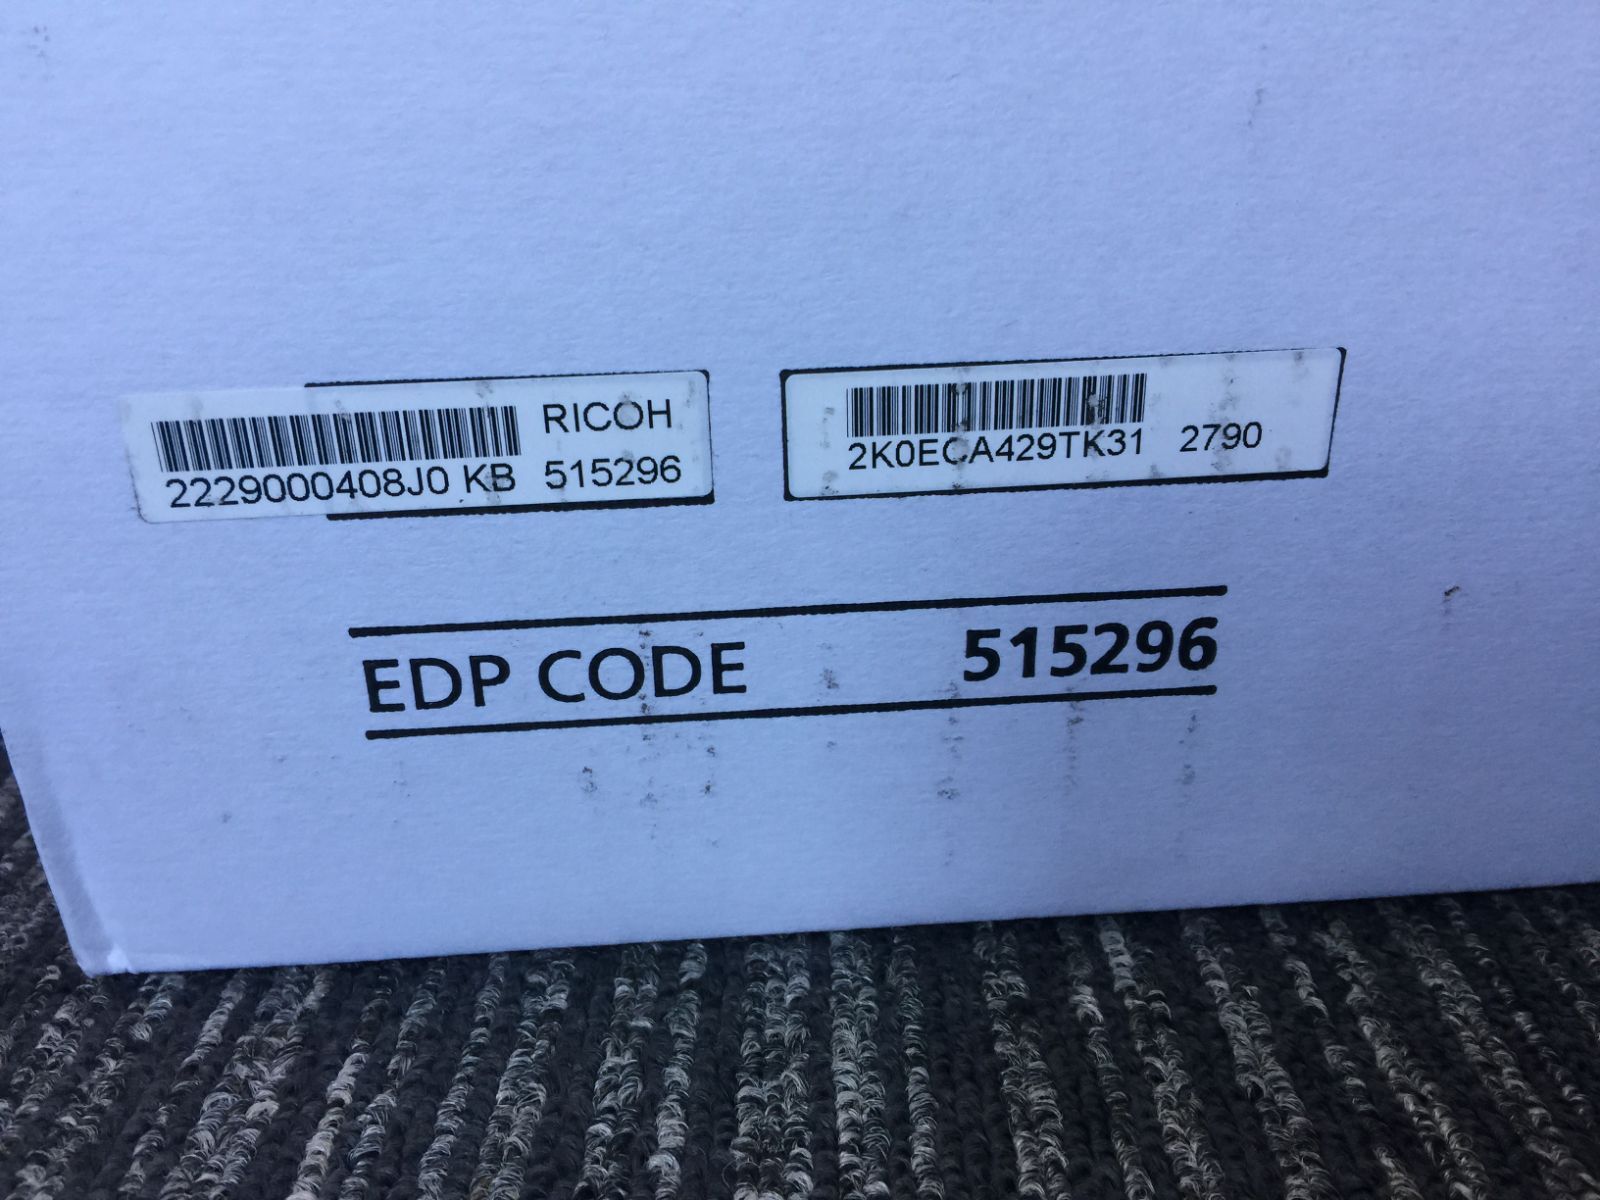 RICOH
2229000408J0 KB 515296
2K0ECA429TK31 2790
EDP CODE 515296